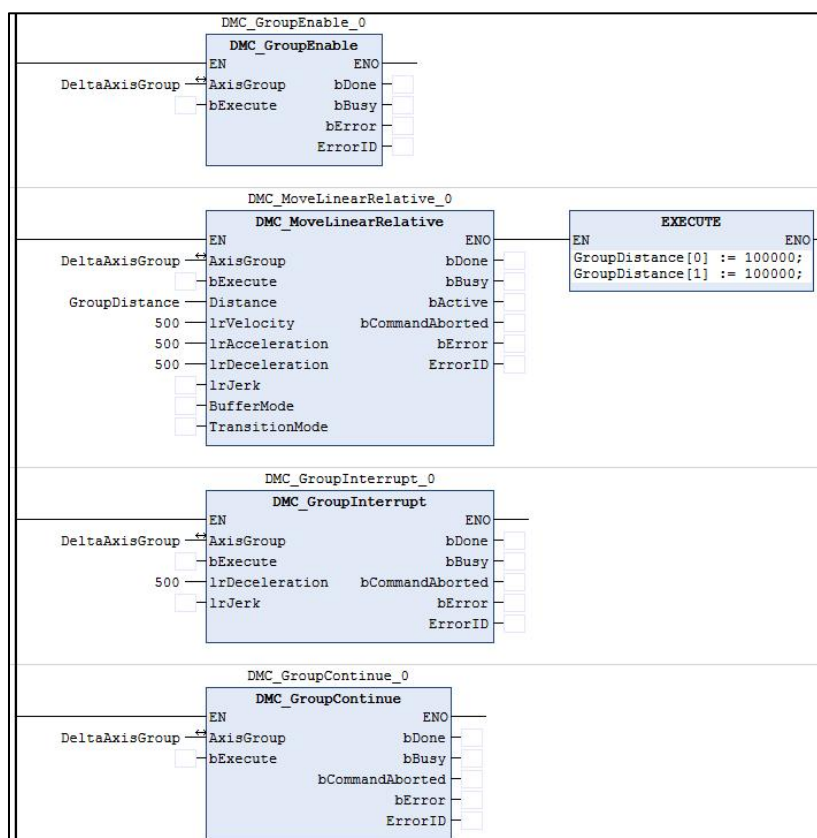 DMC_GroupEnable_0
DMC_GroupEnable
EN ENO
DeltaAxisGroup AxisGroup bDone
bExecute bBusy
bError
ErrorID
DMC_MoveLinearRelative_0
DMC_MoveLinearRelative EXECUTE
EN ENO EN ENO
DeltaAxisGroup AxisGroup bDone GroupDistance[0] := 100000;
bExecute bBusy GroupDistance[1] := 100000;
GroupDistance Distance bActive
500 lrVelocity bCommandAborted
500 lrAcceleration bError
500 lrDeceleration ErrorID
lrJerk
BufferMode
TransitionMode
DMC_GroupInterrupt_0
DMC_GroupInterrupt
EN ENO
DeltaAxisGroup AxisGroup bDone
bExecute bBusy
500 lrDeceleration bCommandAborted
lrJerk bError
ErrorID
DMC_GroupContinue_0
DMC_GroupContinue
EN ENO
DeltaAxisGroup AxisGroup bDone
bExecute bBusy
bCommandAborted
bError
ErrorID